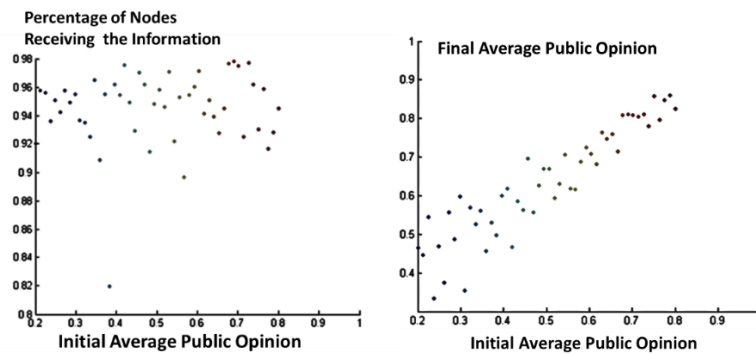 Percentage of Nodes
Receiving the Information
0.98
0.96
0.94
0.92
0.9
0.88
0.86
0.84
0.82
0.8
0.2 0.3 0.4 0.5 0.6 0.7 0.8 0.9 1
Initial Average Public Opinion
Final Average Public Opinion
1
0.9
0.8
0.7
0.6
0.5
0.4
0.2 0.3 0.4 0.5 0.6 0.7 0.8 0.9
Initial Average Public Opinion